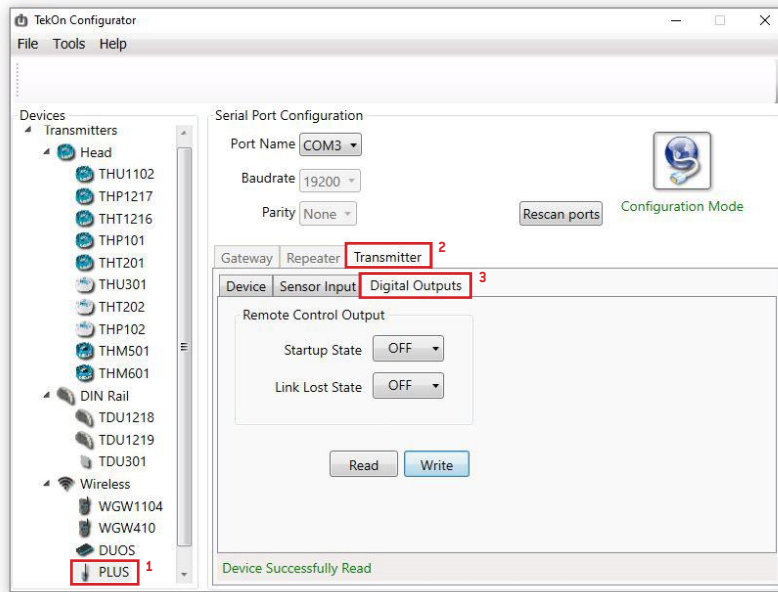 TekOn Configurator
File Tools Help
Devices
Transmitters
Head
THU1102
THP1217
THT1216
THP101
THT201
THU301
THT202
THP102
THM501
THM601
DIN Rail
TDU1218
TDU1219
TDU301
Wireless
WGW1104
WGW410
DUOS
PLUS 1
Serial Port Configuration
Port Name COM3
Baudrate 19200
Parity None
Rescan ports
Configuration Mode
Gateway Repeater Transmitter 2
Device Sensor Input Digital Outputs 3
Remote Control Output
Startup State OFF
Link Lost State OFF
Read Write
Device Successfully Read